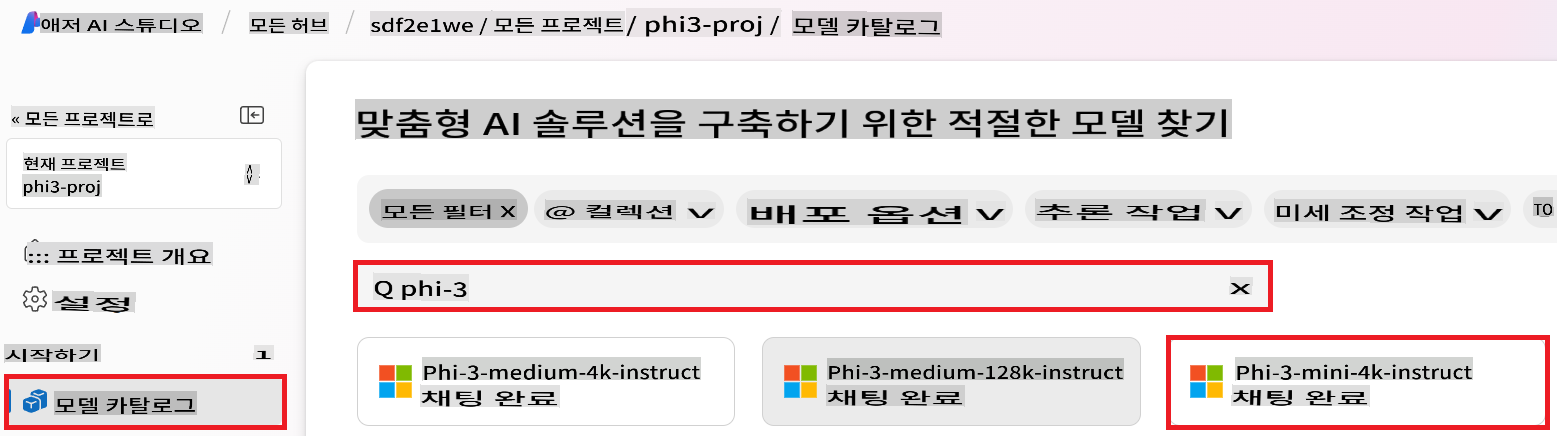 애저 AI 스튜디오 / 모든 허브 / sdf2e1we / 모든 프로젝트/ phi3-proj / 모델 카탈로그
« 모든 프로젝트로
현재 프로젝트
phi3-proj
프로젝트 개요
설정
시작하기
모델 카탈로그
맞춤형 AI 솔루션을 구축하기 위한 적절한 모델 찾기
모든 필터 X @ 컬렉션 배포 옵션 추론 작업 미세 조정 작업 TO
Q phi-3 X
Phi-3-medium-4k-instruct
채팅 완료
Phi-3-medium-128k-instruct
채팅 완료
Phi-3-mini-4k-instruct
채팅 완료